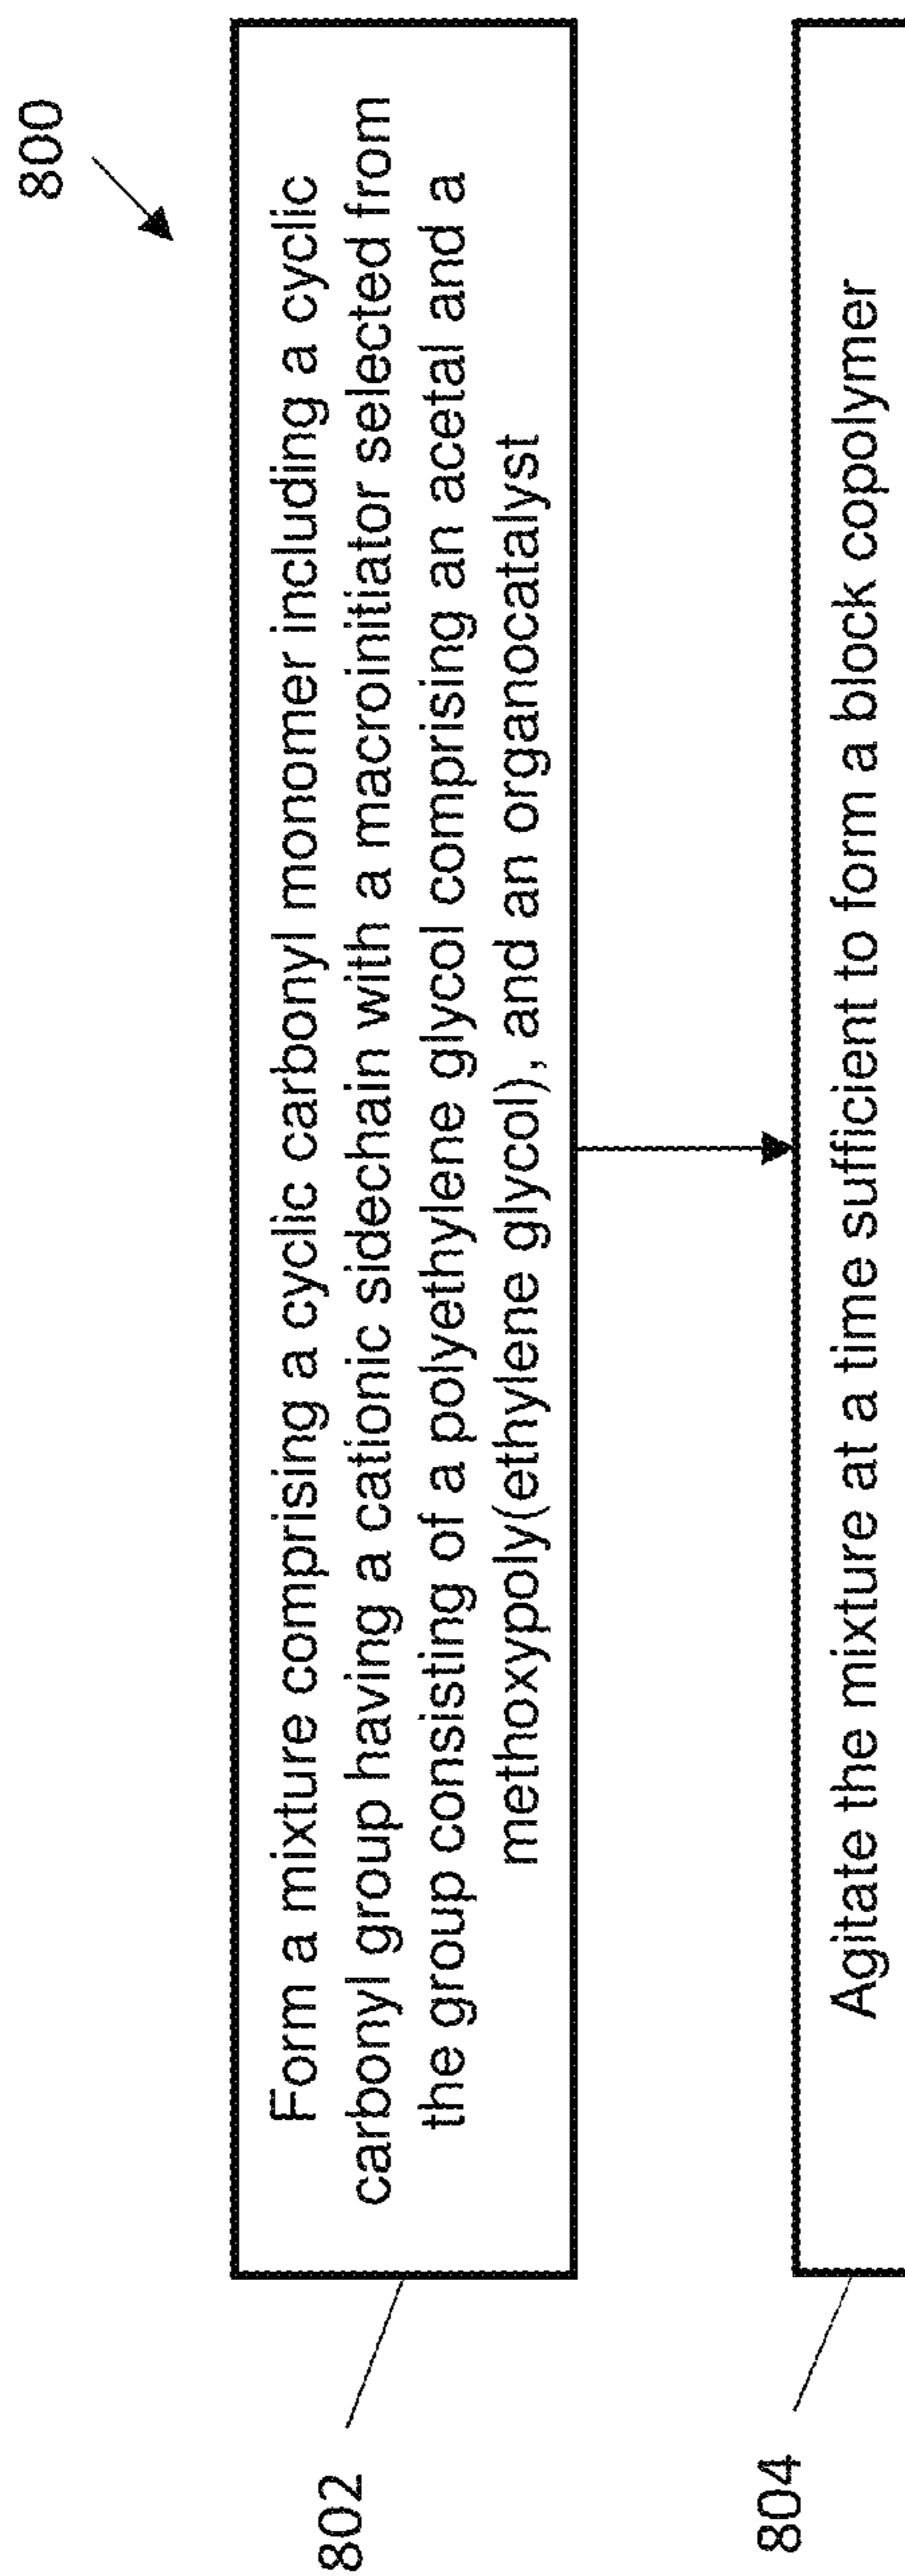 800
802
Form a mixture comprising a cyclic carbonyl monomer including a cyclic
carbonyl group having a cationic sidechain with a macroinitiator selected from
the group consisting of a polyethylene glycol comprising an acetal and a
methoxypoly(ethylene glycol), and an organocatalyst
804
Agitate the mixture at a time sufficient to form a block copolymer